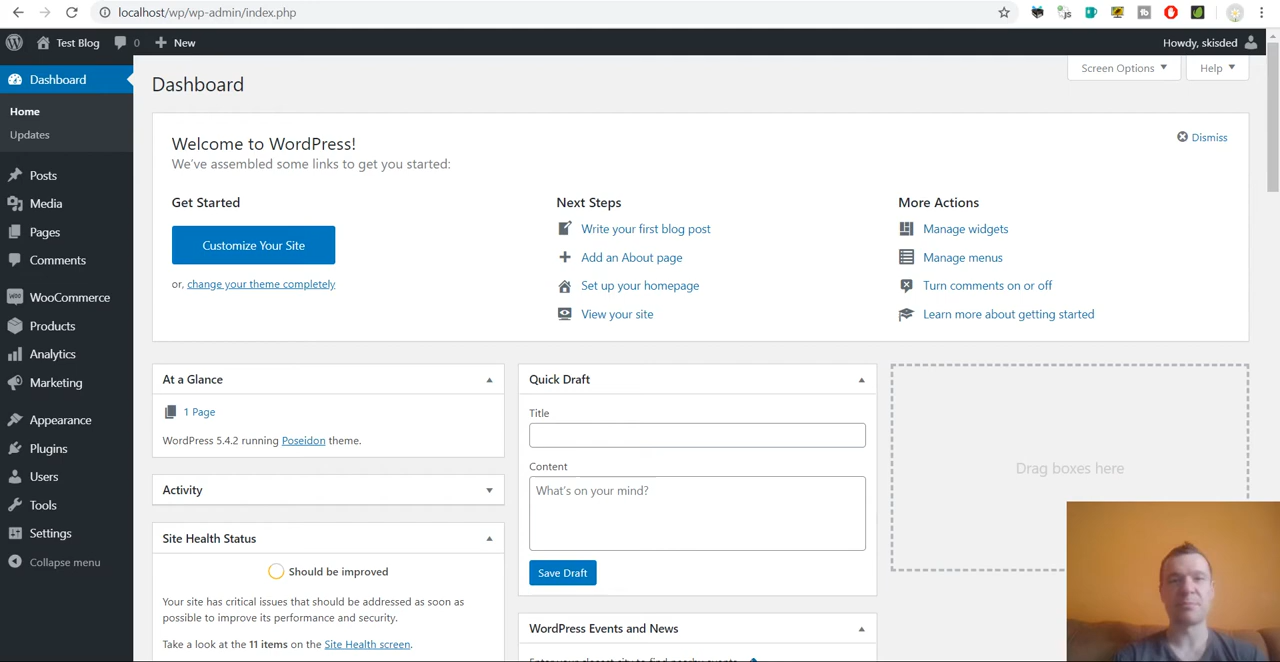 localhost/wp/wp-admin/index.php
Test Blog 0 New
Howdy, skisded
Dashboard
Home
Updates
Posts
Media
Pages
Comments
WooCommerce
Products
Analytics
Marketing
Appearance
Plugins
Users
Tools
Settings
Collapse menu
Dashboard
Screen Options
Help
Welcome to WordPress!
We've assembled some links to get you started:
Dismiss
Get Started
Customize Your Site
or, change your theme completely
Next Steps
Write your first blog post
Add an About page
Set up your homepage
View your site
More Actions
Manage widgets
Manage menus
Turn comments on or off
Learn more about getting started
At a Glance
1 Page
WordPress 5.4.2 running Poseidon theme.
Activity
Site Health Status
Should be improved
Your site has critical issues that should be addressed as soon as
possible to improve its performance and security.
Take a look at the 11 items on the Site Health screen.
Quick Draft
Title
Content
What's on your mind?
Save Draft
WordPress Events and News
Drag boxes here